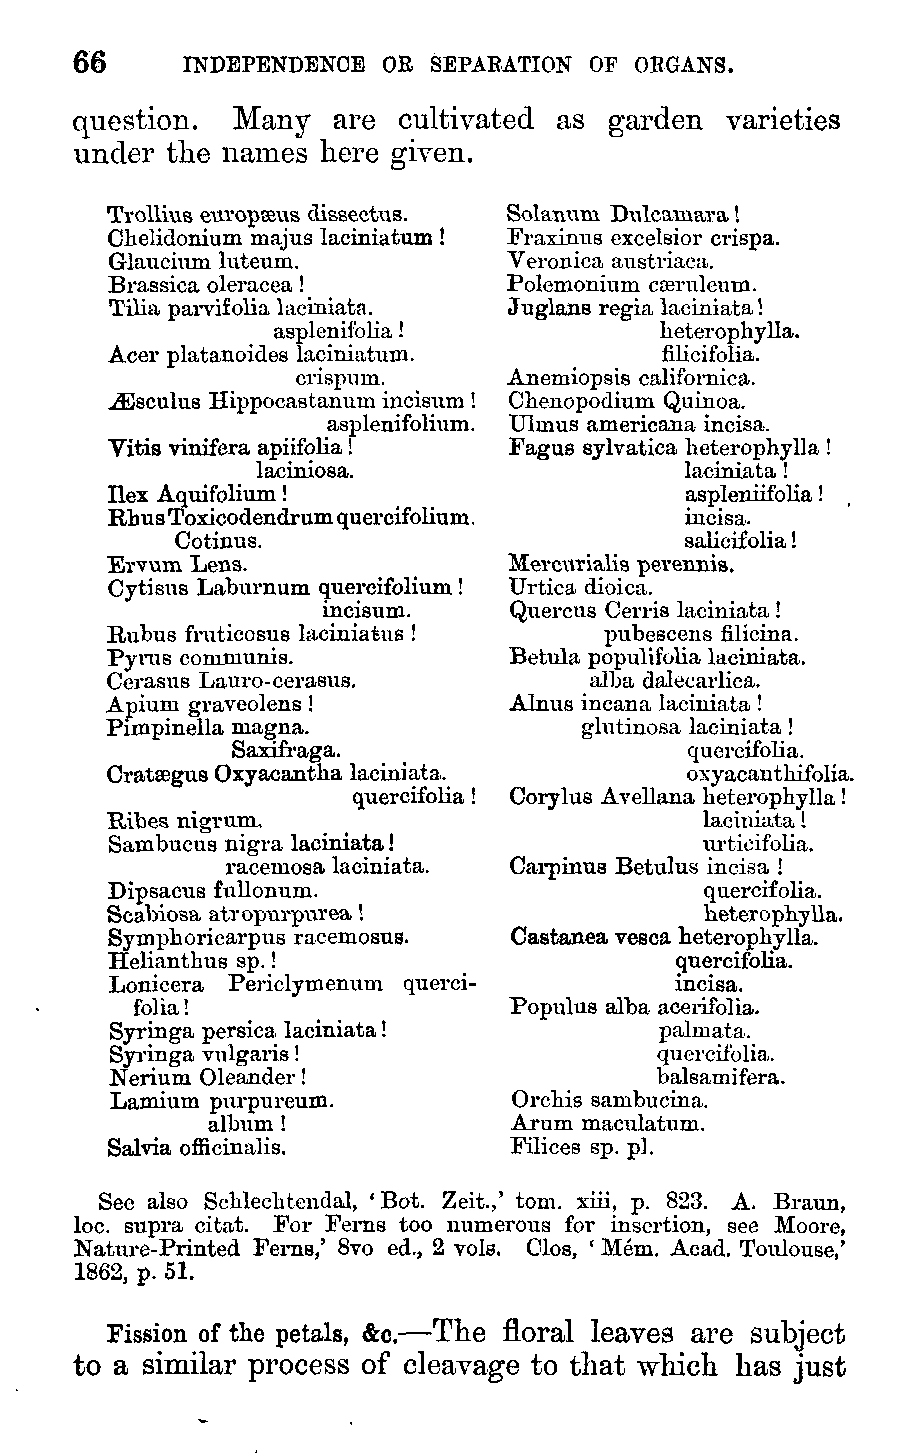 66 INDEPENDENCE OR SEPARATION OF ORGANS.
question. Many are cultivated as garden varieties
under the names here given.
Trollius europæus dissectus.
Chelidonium majus laciniatum!
Glaucium luteum.
Brassica oleracea!
Tilia parvifolia laciniata.
asplenifolia!
Acer platanoides laciniatum.
crispum.
Æsculus Hippocastanum incisum!
asplenifolium.
Vitis vinifera apiifolia!
laciniosa.
Ilex Aquifolium!
Rhus Toxicodendrum quercifolium.
Cotinus.
Ervum Lens.
Cytisus Laburnum quercifolium!
incisum.
Rubus fruticosus laciniatus!
Pyrus communis.
Cerasus Lauro-cerasus.
Apium graveolens!
Pimpinella magna.
Saxifraga.
Cratægus Oxyacantha laciniata.
quercifolia!
Ribes nigrum.
Sambucus nigra laciniata!
racemosa laciniata.
Dipsacus fullonum.
Scabiosa atropurpurea!
Symphoricarpus racemosus.
Helianthus sp.!
Lonicera Periclymenum querci-
folia!
Syringa persica laciniata!
Syringa vulgaris!
Nerium Oleander!
Lamium purpureum.
album!
Salvia officinalis.
Solanum Dulcamara!
Fraxinus excelsior crispa.
Veronica austriaca.
Polemonium cæruleum.
Juglans regia laciniata!
heterophylla.
filicifolia.
Anemiopsis californica.
Chenopodium Quinoa.
Ulmus americana incisa.
Fagus sylvatica heterophylla!
laciniata!
aspleniifolia!
incisa.
salicifolia!
Mercurialis perennis.
Urtica dioica.
Quercus Cerris laciniata!
pubescens filicina.
Betula populifolia laciniata.
alba dalecarlica.
Alnus incana laciniata!
glutinosa laciniata!
quercifolia.
oxyacanthifolia.
Corylus Avellana heterophylla!
laciniata!
urticifolia.
Carpinus Betulus incisa!
quercifolia.
heterophylla.
Castanea vesca heterophylla.
quercifolia.
incisa.
Populus alba acerifolia.
palmata.
quercifolia.
balsamifera.
Orchis sambucina.
Arum maculatum.
Filices sp. pl.
See also Schlechtendal, ‘Bot. Zeit.,’ tom. xiii, p. 823. A. Braun,
loc. supra citat. For Ferns too numerous for insertion, see Moore,
Nature-Printed Ferns,’ 8vo ed., 2 vols. Clos, ‘Mém. Acad. Toulouse,’
1862, p. 51.
Fission of the petals, &c.—The floral leaves are subject
to a similar process of cleavage to that which has just